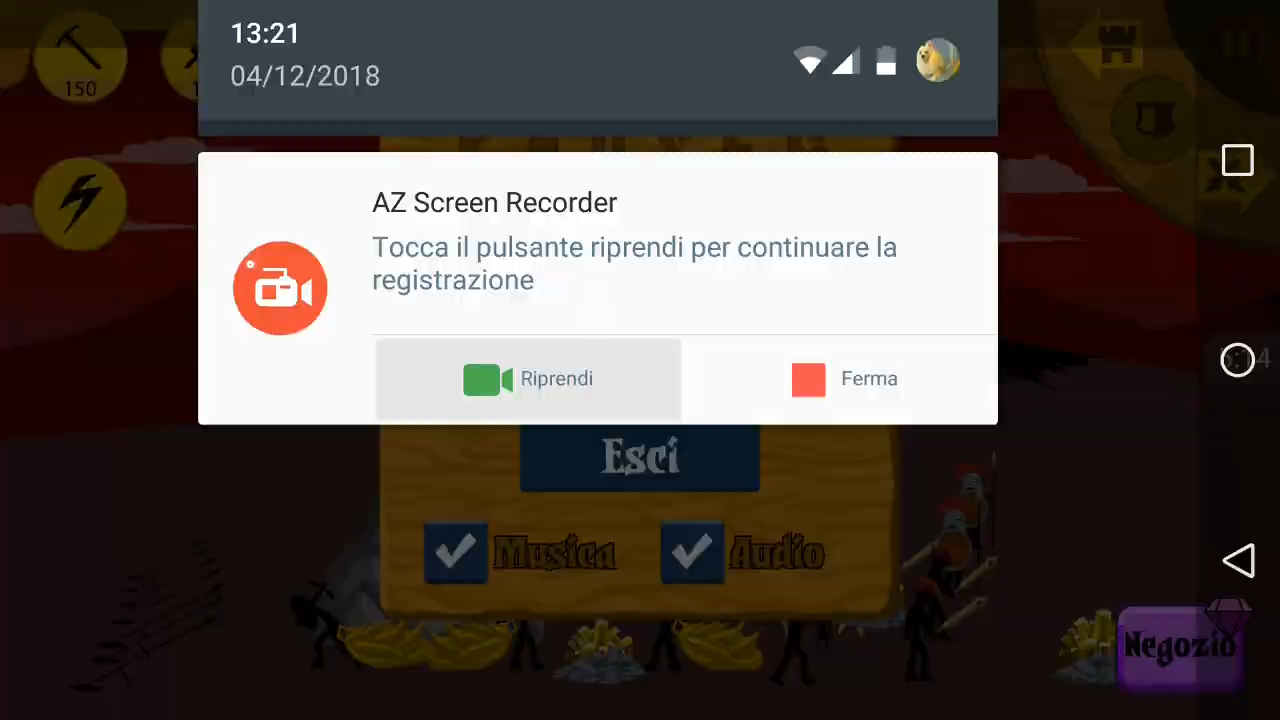 13:21
04/12/2018
150
AZ Screen Recorder
Tocca il pulsante riprendi per continuare la
registrazione
Riprendi
Ferma
Esci
Musica
Audio
Negozio